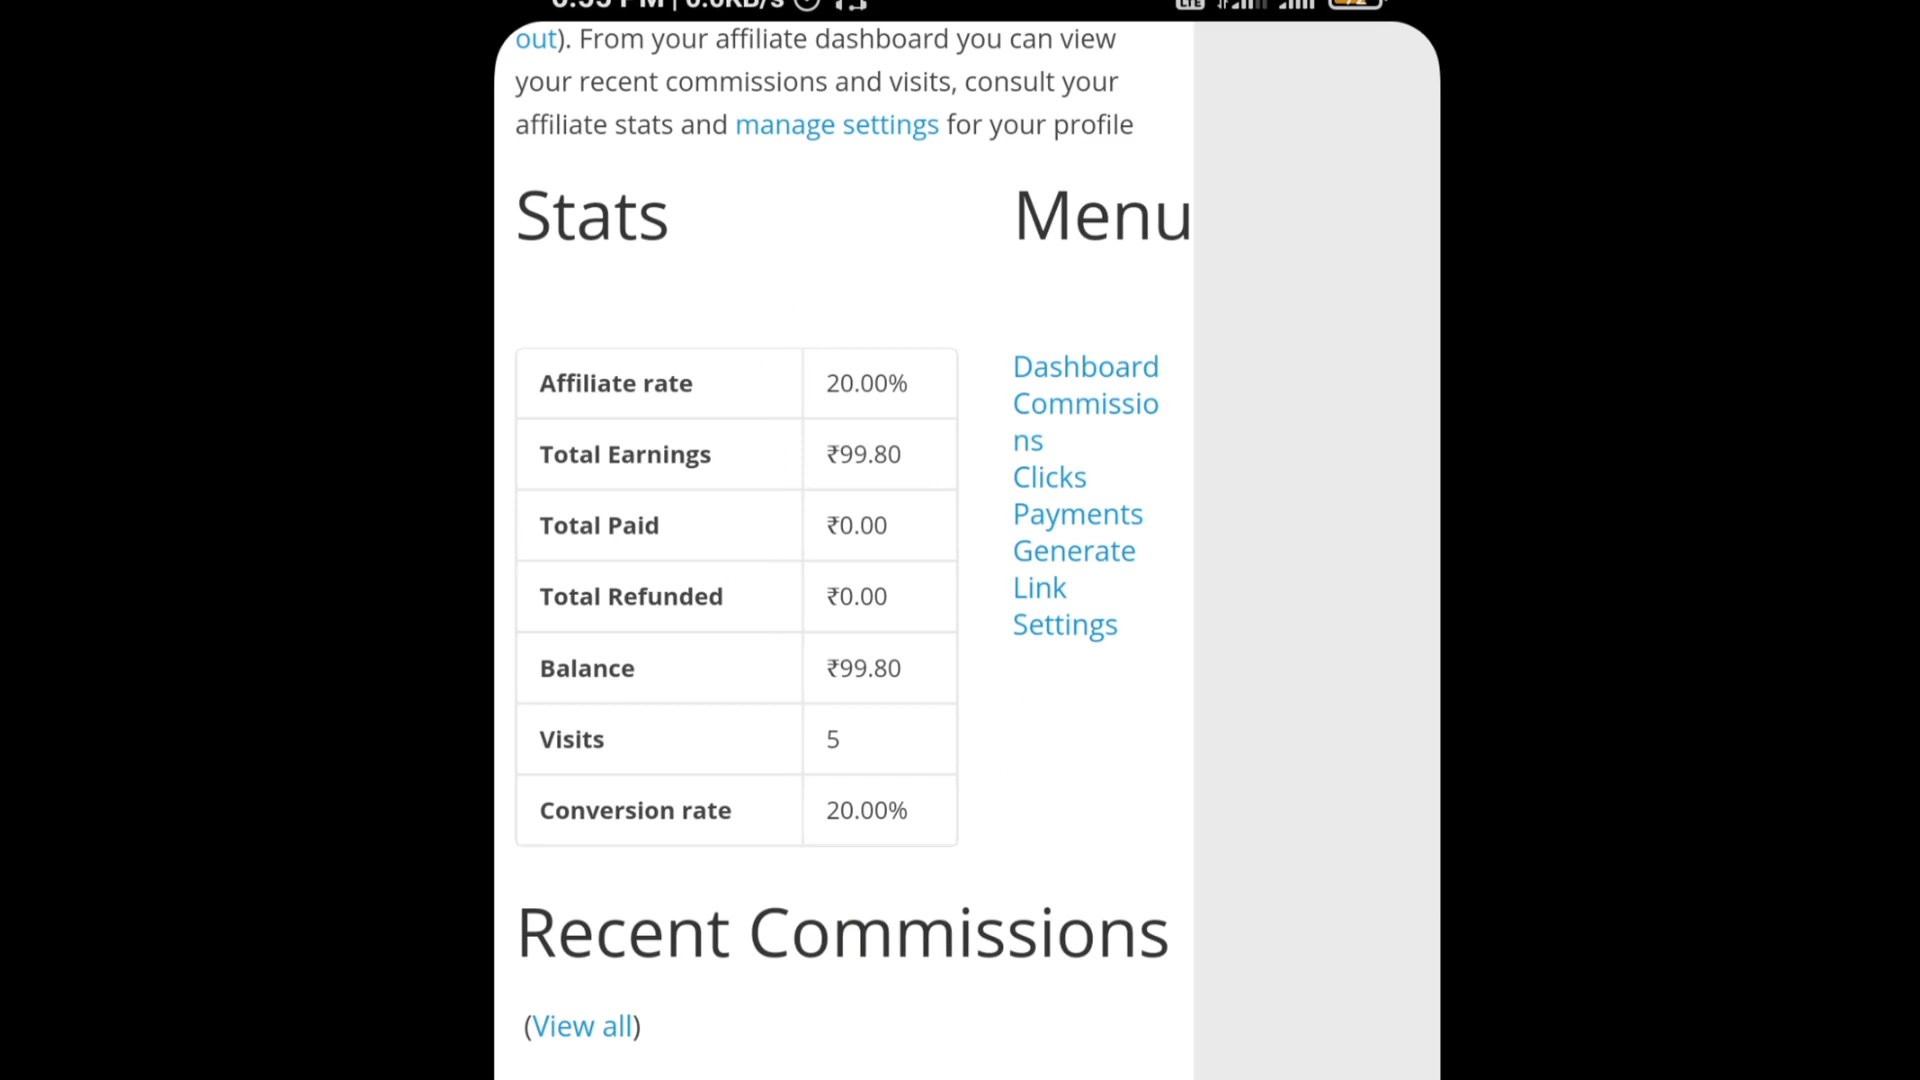 out). From your affiliate dashboard you can view
your recent commissions and visits, consult your
affiliate stats and manage settings for your profile
Stats
Menu
Affiliate rate 20.00%
Total Earnings ₹99.80
Total Paid ₹0.00
Total Refunded ₹0.00
Balance ₹99.80
Visits 5
Conversion rate 20.00%
Dashboard
Commissio
ns
Clicks
Payments
Generate
Link
Settings
Recent Commissions
(View all)